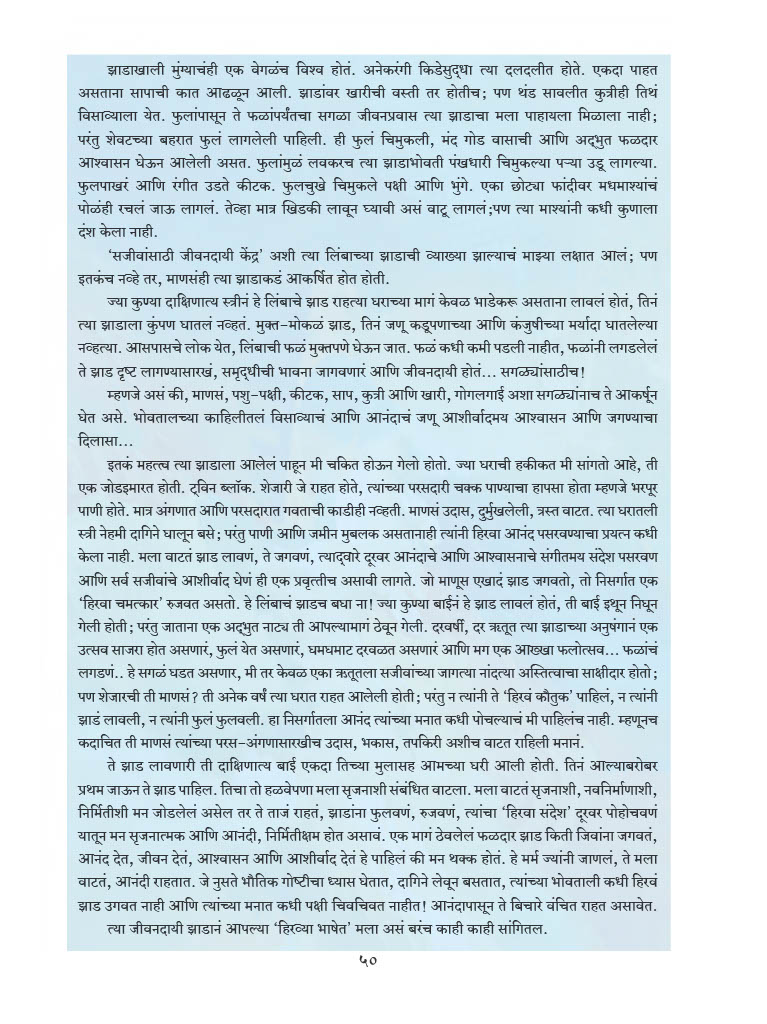 झाडाखाली मुंग्याचंही एक वेगळंच विश्व होतं. अनेकरंगी किडेसुद्धा त्या दलदलीत होते. एकदा पाहत
असताना सापाची कात आढळून आली. झाडांवर खारीची वस्ती तर होतीच; पण थंड सावलीत कुत्रीही तिथं
विसाव्याला येत. फुलांपासून ते फळांपर्यंतचा सगळा जीवनप्रवास त्या झाडाचा मला पाहायला मिळाला नाही;
परंतु शेवटच्या बहरात फुलं लागलेली पाहिली. ही फुलं चिमुकली, मंद गोड वासाची आणि अद्भुत फळदार
आश्वासन घेऊन आलेली असत. फुलांमुळं लवकरच त्या झाडाभोवती पंखधारी चिमुकल्या पऱ्या उडू लागल्या.
फुलपाखरं आणि रंगीत उडते कीटक. फुलचुखे चिमुकले पक्षी आणि भुंगे. एका छोट्या फांदीवर मधमाश्यांचं
पोळंही रचलं जाऊ लागलं. तेव्हा मात्र खिडकी लावून घ्यावी असं वाटू लागलं;पण त्या माश्यांनी कधी कुणाला
दंश केला नाही.
‘सजीवांसाठी जीवनदायी केंद्र’ अशी त्या लिंबाच्या झाडाची व्याख्या झाल्याचं माझ्या लक्षात आलं; पण
इतकंच नव्हे तर, माणसंही त्या झाडाकडं आकर्षित होत होती.
ज्या कुण्या दाक्षिणात्य स्त्रीनं हे लिंबाचे झाड राहत्या घराच्या मागं केवळ भाडेकरू असताना लावलं होतं, तिनं
त्या झाडाला कुंपण घातलं नव्हतं. मुक्त-मोकळं झाड, तिनं जणू कडूपणाच्या आणि कंजुषीच्या मर्यादा घातलेल्या
नव्हत्या. आसपासचे लोक येत, लिंबाची फळं मुक्तपणे घेऊन जात. फळं कधी कमी पडली नाहीत, फळांनी लगडलेलं
ते झाड दृष्ट लागण्यासारखं, समृद्धीची भावना जागवणारं आणि जीवनदायी होतं... सगळ्यांसाठीच!
म्हणजे असं की, माणसं, पशु-पक्षी, कीटक, साप, कुत्री आणि खारी, गोगलगाई अशा सगळ्यांनाच ते आकर्षून
घेत असे. भोवतालच्या काहिलीतलं विसाव्याचं आणि आनंदाचं जणू आशीर्वादमय आश्वासन आणि जगण्याचा
दिलासा...
इतकं महत्त्व त्या झाडाला आलेलं पाहून मी चकित होऊन गेलो होतो. ज्या घराची हकीकत मी सांगतो आहे, ती
एक जोडइमारत होती. ट्विन ब्लॉक. शेजारी जे राहत होते, त्यांच्या परसदारी चक्क पाण्याचा हापसा होता म्हणजे भरपूर
पाणी होते. मात्र अंगणात आणि परसदारात गवताची काडीही नव्हती. माणसं उदास, दुर्मुखलेली, त्रस्त वाटत. त्या घरातली
स्त्री नेहमी दागिने घालून बसे; परंतु पाणी आणि जमीन मुबलक असतानाही त्यांनी हिरवा आनंद पसरवण्याचा प्रयत्न कधी
केला नाही. मला वाटतं झाड लावणं, ते जगवणं, त्याद्वारे दूरवर आनंदाचे आणि आश्वासनाचे संगीतमय संदेश पसरवण
आणि सर्व सजीवांचे आशीर्वाद घेणं ही एक प्रवृत्तीच असावी लागते. जो माणूस एखादं झाड जगवतो, तो निसर्गात एक
‘हिरवा चमत्कार’ रुजवत असतो. हे लिंबाचं झाडच बघा ना! ज्या कुण्या बाईनं हे झाड लावलं होतं, ती बाई इथून निघून
गेली होती; परंतु जाताना एक अद्भुत नाट्य ती आपल्यामागं ठेवून गेली. दरवर्षी, दर ऋतूत त्या झाडाच्या अनुषंगानं एक
उत्सव साजरा होत असणारं, फुलं येत असणारं, घमघमाट दरवळत असणारं आणि मग एक आख्खा फलोत्सव... फळांचं
लगडणं.. हे सगळं घडत असणार, मी तर केवळ एका ऋतूतला सजीवांच्या जागत्या नांदत्या अस्तित्वाचा साक्षीदार होतो;
पण शेजारची ती माणसं? ती अनेक वर्षं त्या घरात राहत आलेली होती; परंतु न त्यांनी ते ‘हिरवं कौतुक’ पाहिलं, न त्यांनी
झाडं लावली, न त्यांनी फुलं फुलवली. हा निसर्गातला आनंद त्यांच्या मनात कधी पोचल्याचं मी पाहिलंच नाही. म्हणूनच
कदाचित ती माणसं त्यांच्या परस-अंगणासारखीच उदास, भकास, तपकिरी अशीच वाटत राहिली मनानं.
ते झाड लावणारी ती दाक्षिणात्य बाई एकदा तिच्या मुलासह आमच्या घरी आली होती. तिनं आल्याबरोबर
प्रथम जाऊन ते झाड पाहिल. तिचा तो हळवेपणा मला सृजनाशी संबंधित वाटला. मला वाटतं सृजनाशी, नवनिर्माणाशी,
निर्मितीशी मन जोडलेलं असेल तर ते ताजं राहतं, झाडांना फुलवणं, रुजवणं, त्यांचा ‘हिरवा संदेश’ दूरवर पोहोचवणं
यातून मन सृजनात्मक आणि आनंदी, निर्मितीक्षम होत असावं. एक मागं ठेवलेलं फळदार झाड किती जिवांना जगवतं,
आनंद देत, जीवन देतं, आश्वासन आणि आशीर्वाद देतं हे पाहिलं की मन थक्क होतं. हे मर्म ज्यांनी जाणलं, ते मला
वाटतं, आनंदी राहतात. जे नुसते भौतिक गोष्टीचा ध्यास घेतात, दागिने लेवून बसतात, त्यांच्या भोवताली कधी हिरवं
झाड उगवत नाही आणि त्यांच्या मनात कधी पक्षी चिवचिवत नाहीत! आनंदापासून ते बिचारे वंचित राहत असावेत.
त्या जीवनदायी झाडानं आपल्या ‘हिरव्या भाषेत’ मला असं बरंच काही काही सांगितल.
५०